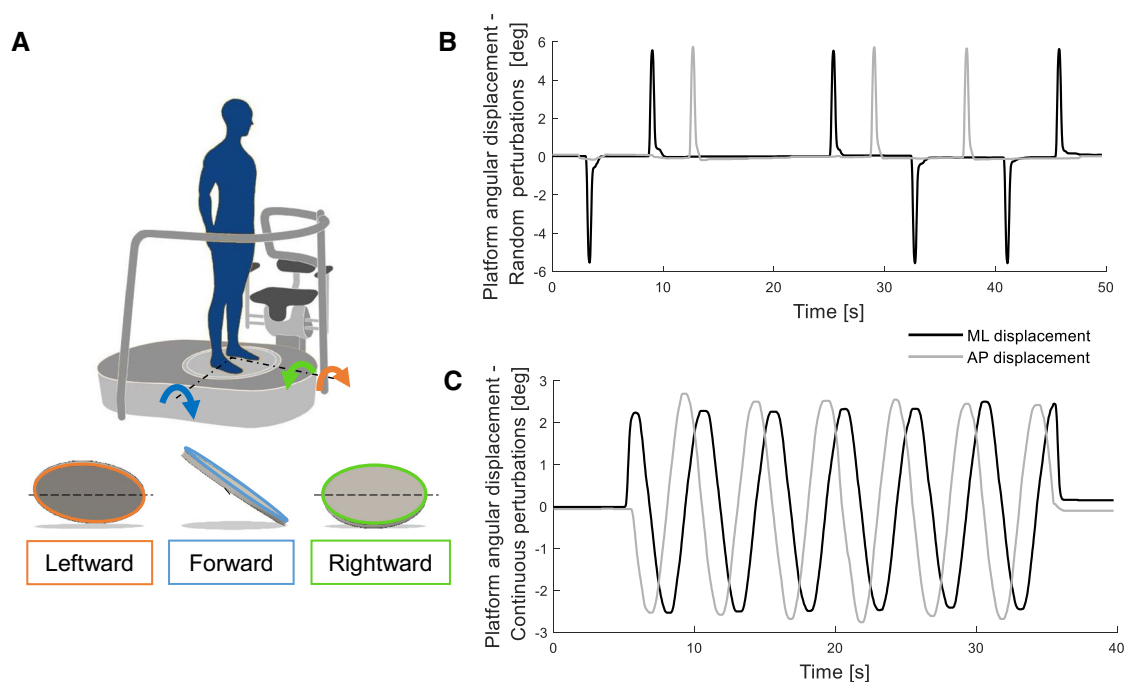 A
Leftward
Forward
Rightward
B
Platform angular displacement -
Random perturbations [deg]
6
4
2
0
-2
-4
-6
0
10
20
30
40
50
Time [s]
ML displacement
AP displacement
C
Platform angular displacement -
Continuous perturbations [deg]
3
2
1
0
-1
-2
-3
0
10
20
30
40
Time [s]